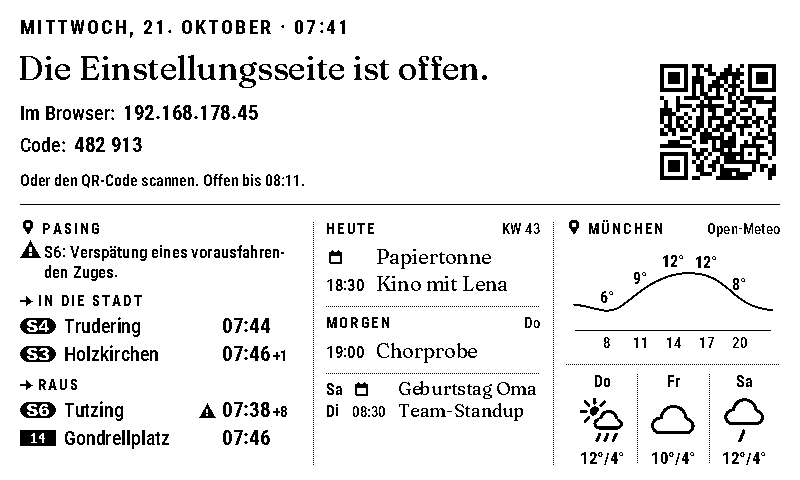 MITTWOCH, 21. OKTOBER · 07:41
Die Einstellungsseite ist offen.
Im Browser: 192.168.178.45
Code: 482 913
Oder den QR-Code scannen. Offen bis 08:11.
PASING
S6: Verspätung eines vorausfahren-
den Zuges.
→ IN DIE STADT
S4 Trudering 07:44
S3 Holzkirchen 07:46 +1
→ RAUS
S6 Tutzing 07:38 +8
14 Gondrellplatz 07:46
HEUTE KW 43
Papiertonne
18:30 Kino mit Lena
MORGEN Do
19:00 Chorprobe
Sa Geburtstag Oma
Di 08:30 Team-Standup
MÜNCHEN Open-Meteo
6° 9° 12° 12° 8°
8 11 14 17 20
Do Fr Sa
12°/4° 10°/4° 12°/4°